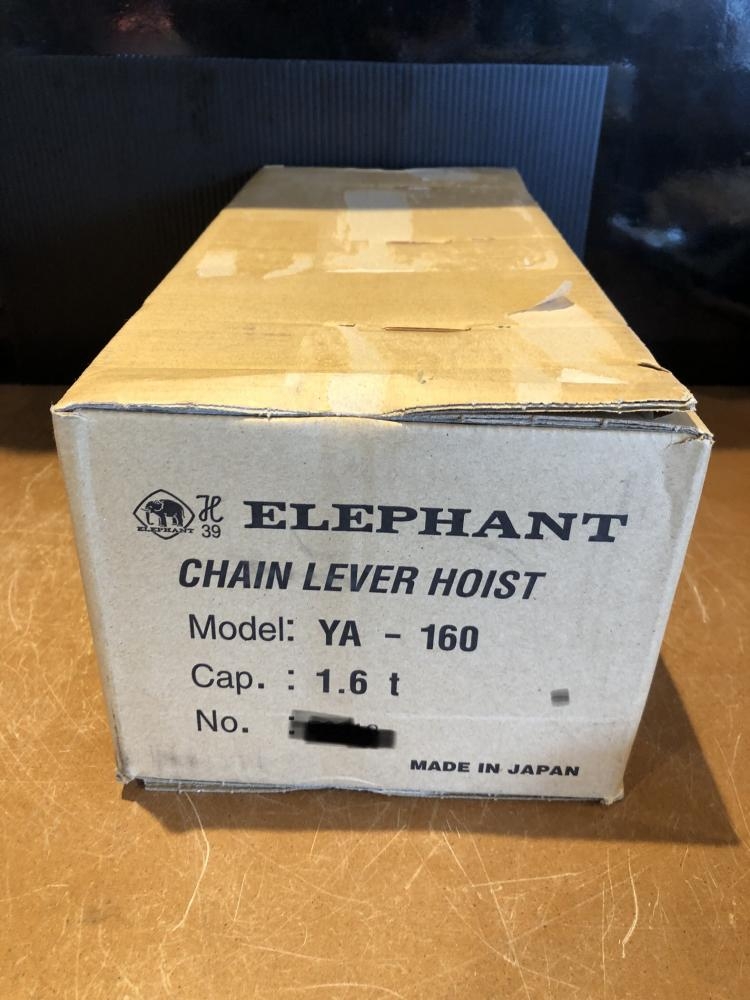 ELEPHANT
39
ELEPHANT
CHAIN LEVER HOIST
Model: YA - 160
Cap. : 1.6 t
No. :
MADE IN JAPAN